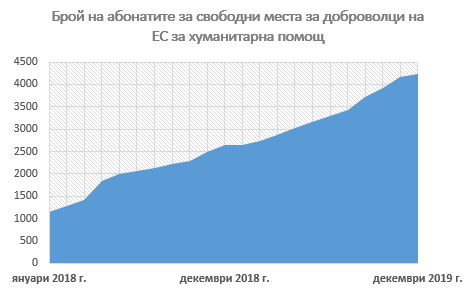 Брой на абонатите за свободни места за доброволци на
ЕС за хуманитарна помощ
4500
4000
3500
3000
2500
2000
1500
1000
500
0
януари 2018 г.
декември 2018 г.
декември 2019 г.